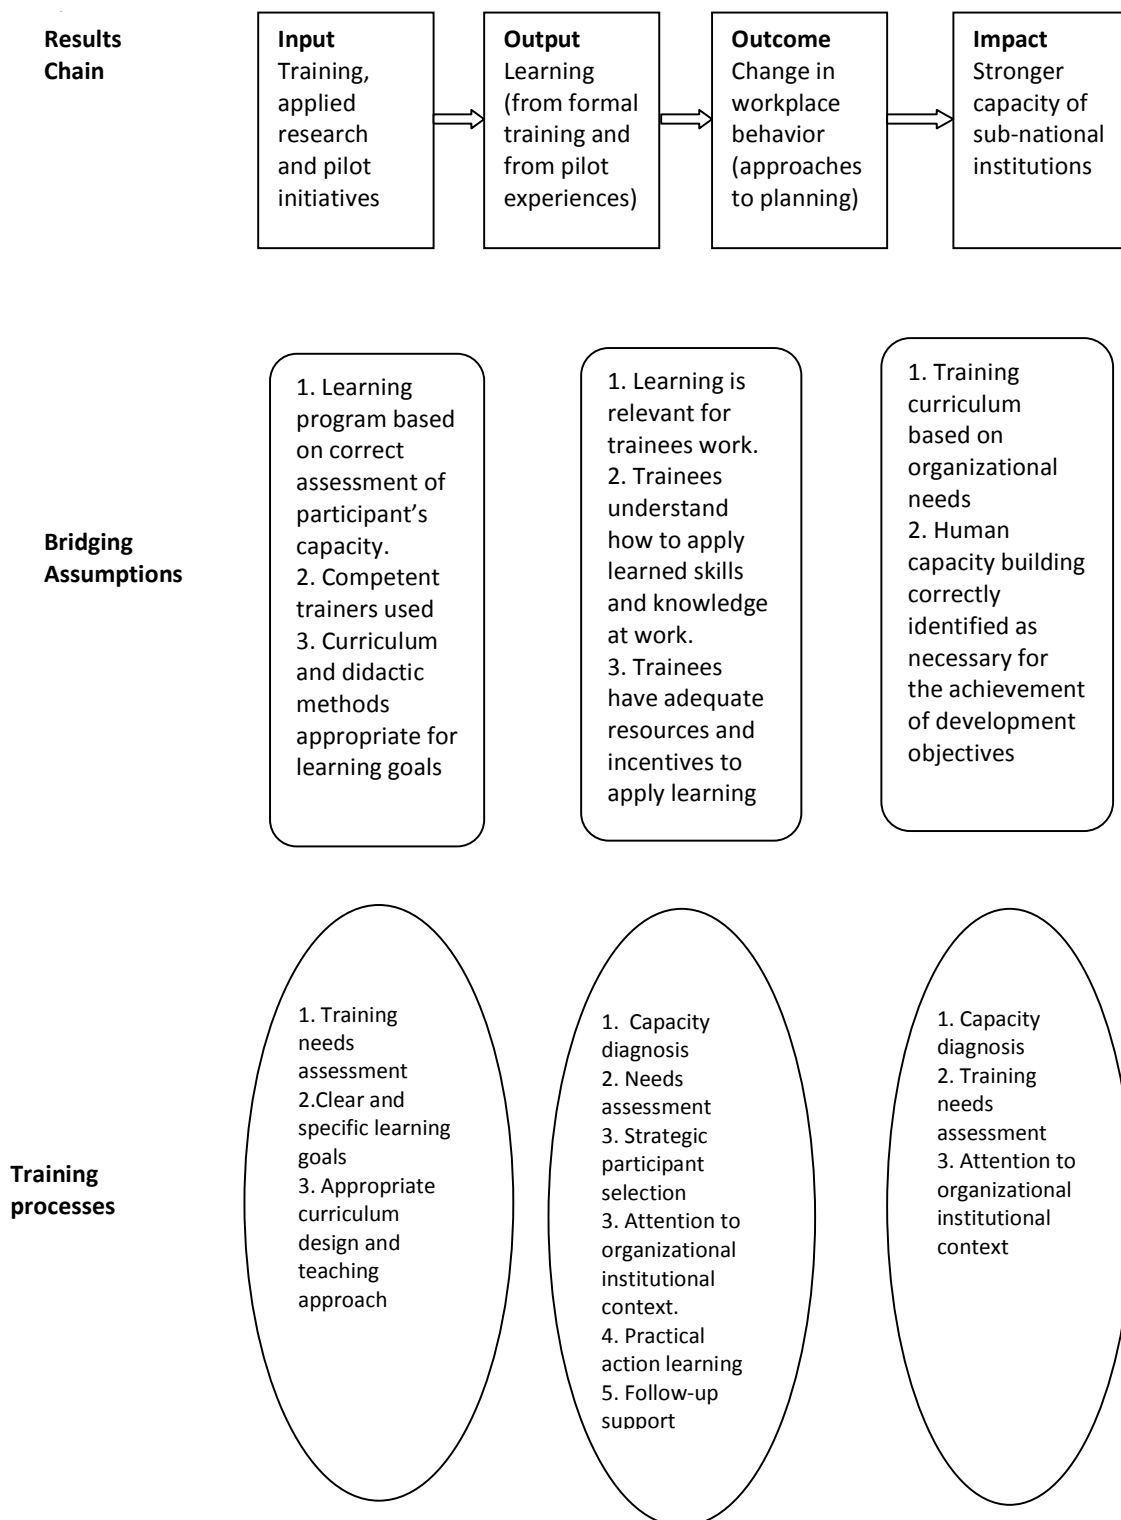 Results
Chain
Input
Training,
applied
research
and pilot
initiatives
Output
Learning
(from formal
training and
from pilot
experiences)
Outcome
Change in
workplace
behavior
(approaches
to planning)
Impact
Stronger
capacity of
sub-national
institutions
Bridging
Assumptions
1. Learning
program based
on correct
assessment of
participant’s
capacity.
2. Competent
trainers used
3. Curriculum
and didactic
methods
appropriate for
learning goals
1. Learning is
relevant for
trainees work.
2. Trainees
understand
how to apply
learned skills
and knowledge
at work.
3. Trainees
have adequate
resources and
incentives to
apply learning
1. Training
curriculum
based on
organizational
needs
2. Human
capacity building
correctly
identified as
necessary for
the achievement
of development
objectives
Training
processes
1. Training
needs
assessment
2.Clear and
specific learning
goals
3. Appropriate
curriculum
design and
teaching
approach
1. Capacity
diagnosis
2. Needs
assessment
3. Strategic
participant
selection
3. Attention to
organizational
institutional
context.
4. Practical
action learning
5. Follow-up
support
1. Capacity
diagnosis
2. Training
needs
assessment
3. Attention to
organizational
institutional
context